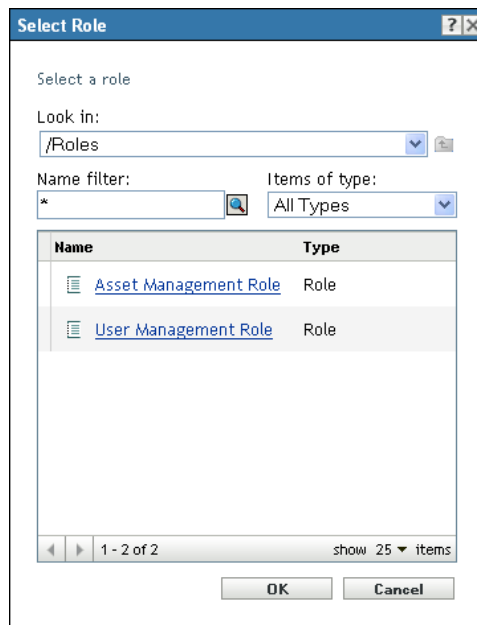 Select Role ?
Select a role
Look in:
/Roles
Name filter: Items of type:
* All Types
Name Type
Asset Management Role Role
User Management Role Role
1 - 2 of 2 show 25 items
OK Cancel